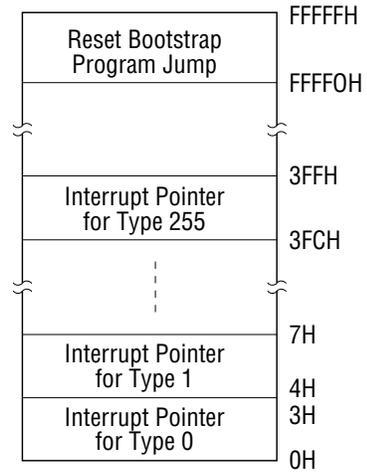 FFFFFH
Reset Bootstrap
Program Jump
FFFF0H
3FFH
Interrupt Pointer
for Type 255
3FCH
7H
Interrupt Pointer
for Type 1
4H
3H
Interrupt Pointer
for Type 0
0H